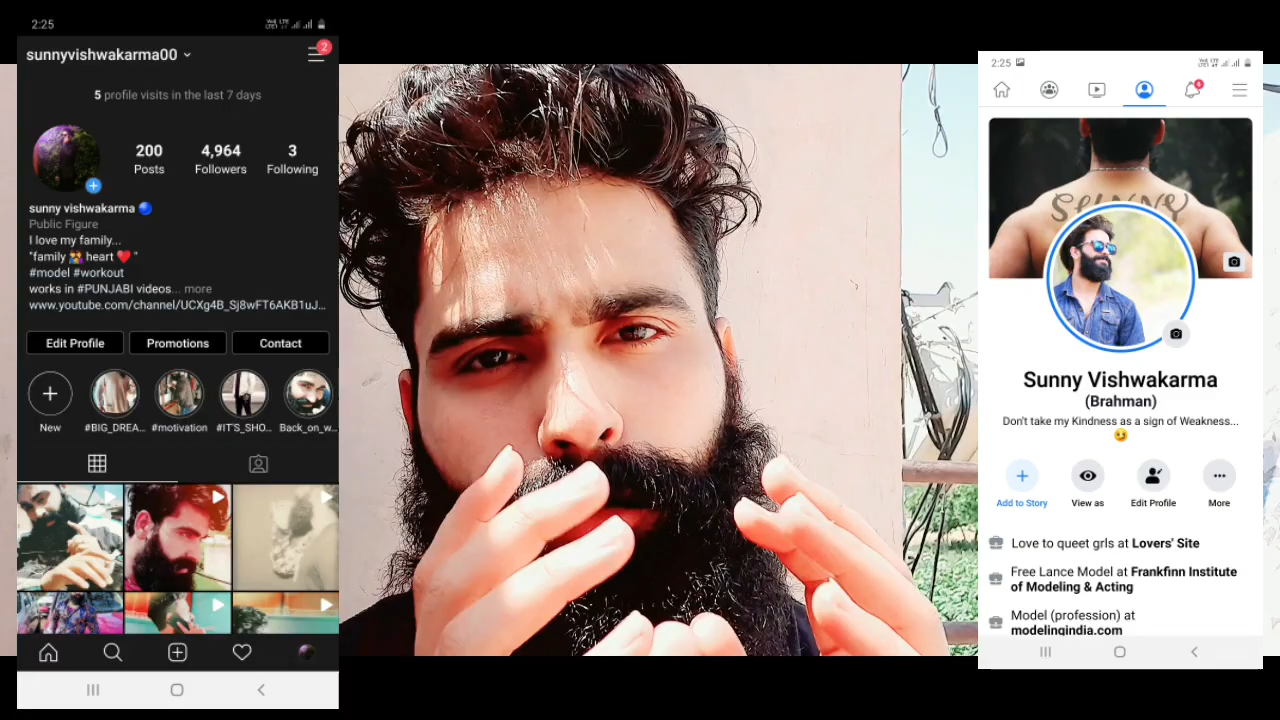 2:25
sunnyvishwakarma00
2
5 profile visits in the last 7 days
200
Posts
4,964
Followers
3
Following
sunny vishwakarma
Public Figure
I love my family...
"family 👨‍👩‍👧‍👦 heart ❤️ "
#model #workout
works in #PUNJABI videos... more
www.youtube.com/channel/UCXg4B_Sj8wFT6AKB1uJ...
Edit Profile
Promotions
Contact
New
#BIG_DREA...
#motivation
#IT'S_SHO...
Back_on_w...
2:25
6
SUNNY
Sunny Vishwakarma
(Brahman)
Don't take my Kindness as a sign of Weakness...
😏
Add to Story
View as
Edit Profile
More
Love to queet grls at Lovers' Site
Free Lance Model at Frankfinn Institute
of Modeling & Acting
Model (profession) at
modelingindia.com